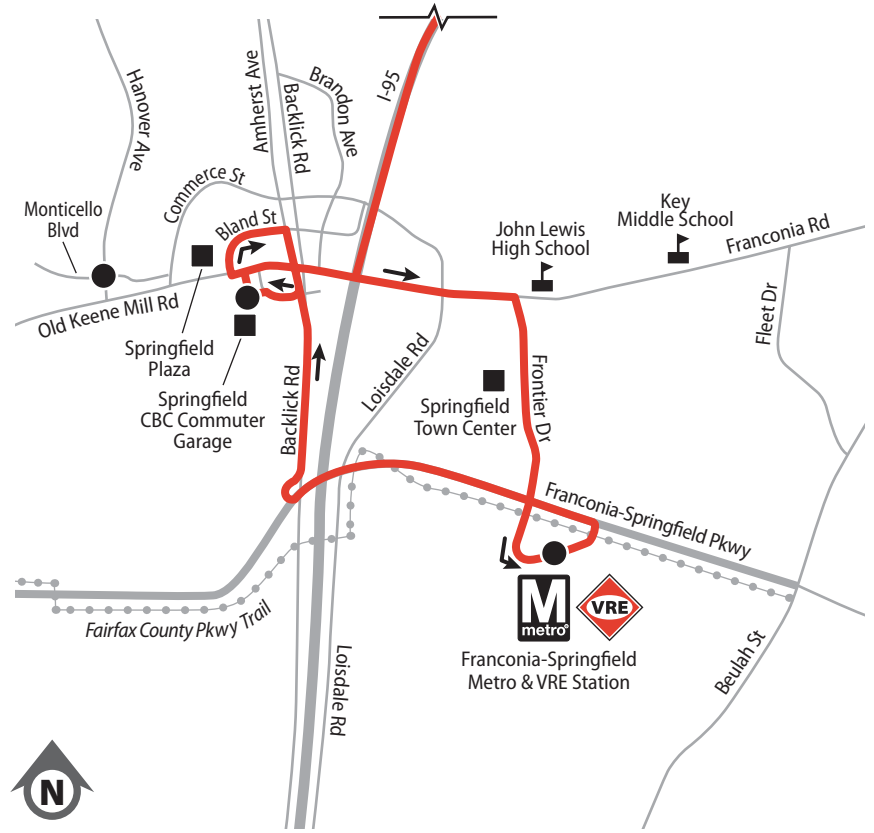 Hanover Ave
Amherst Ave
Backlick Rd
Brandon Ave
I-95
Commerce St
Monticello
Blvd
Bland St
John Lewis
High School
Key
Middle School
Franconia Rd
Old Keene Mill Rd
Fleet Dr
Springfield
Plaza
Springfield
CBC Commuter
Garage
Backlick Rd
Loisdale Rd
Springfield
Town Center
Frontier Dr
Franconia-Springfield Pkwy
Fairfax County Pkwy Trail
M
metro
VRE
Franconia-Springfield
Metro & VRE Station
Loisdale Rd
Beulah St
N